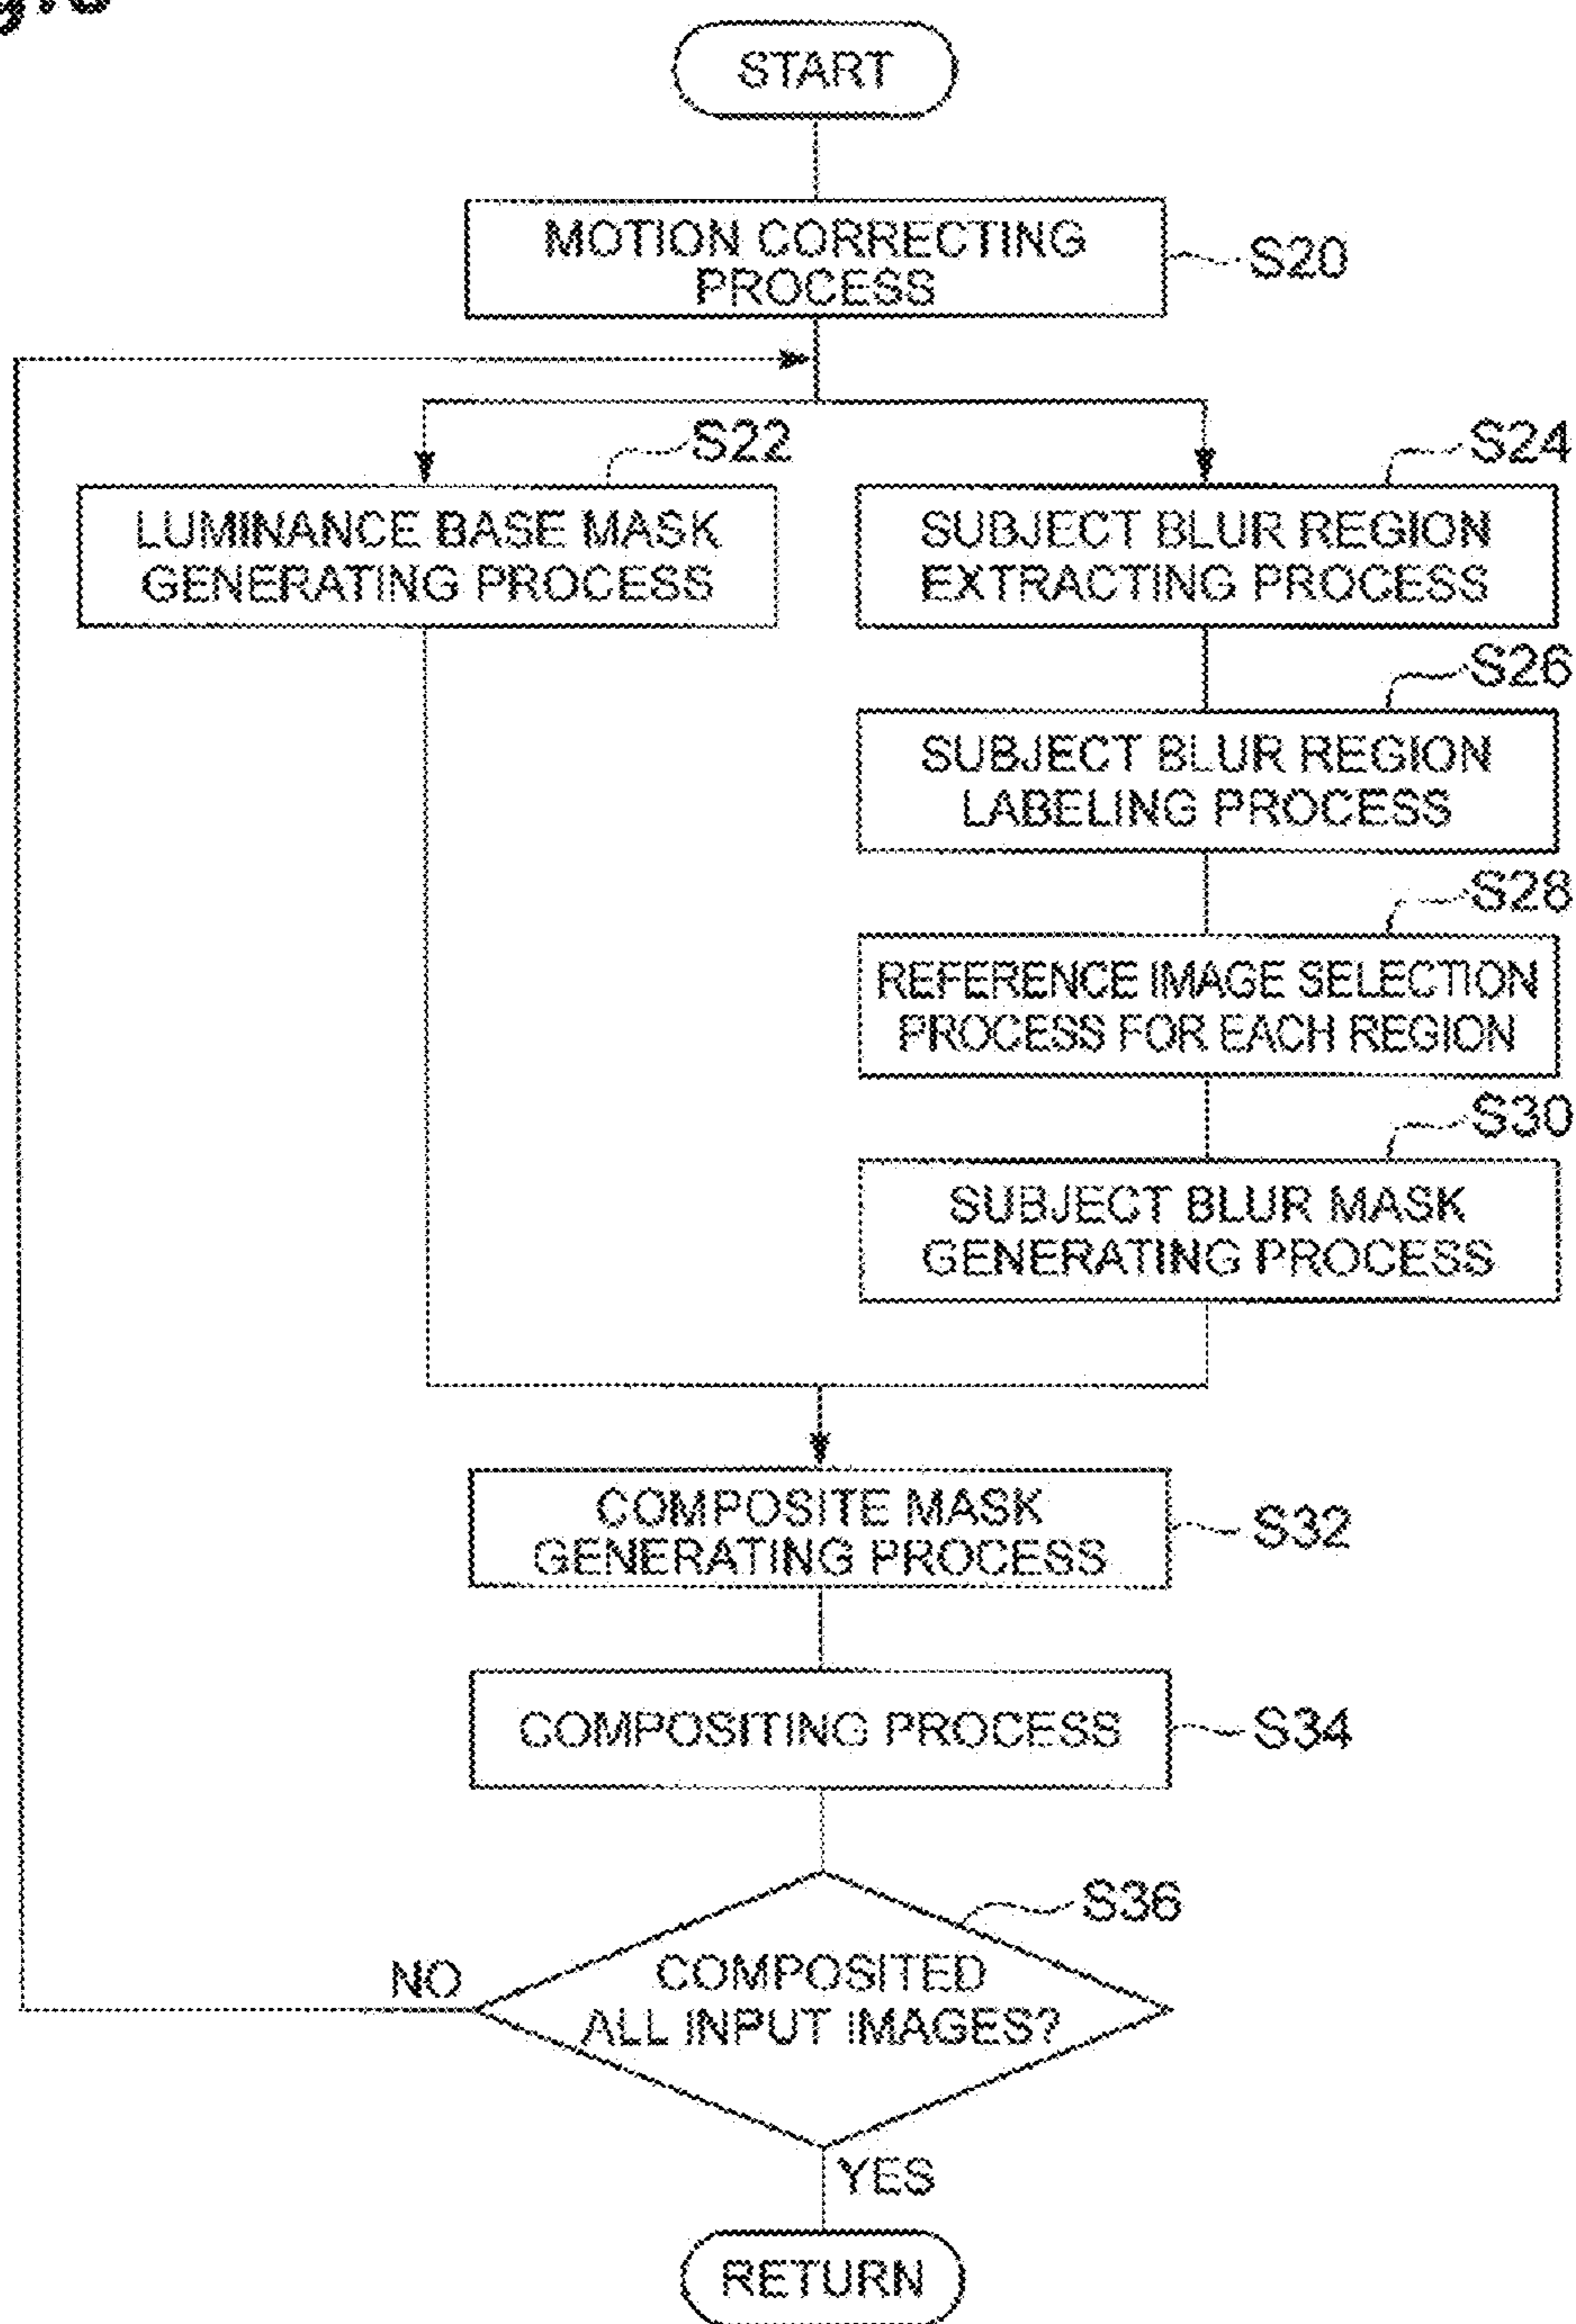 START
MOTION CORRECTING
PROCESS
S20
S22
LUMINANCE BASE MASK
GENERATING PROCESS
S24
SUBJECT BLUR REGION
EXTRACTING PROCESS
S26
SUBJECT BLUR REGION
LABELING PROCESS
S28
REFERENCE IMAGE SELECTION
PROCESS FOR EACH REGION
S30
SUBJECT BLUR MASK
GENERATING PROCESS
COMPOSITE MASK
GENERATING PROCESS
S32
COMPOSITING PROCESS
S34
S36
COMPOSITED
ALL INPUT IMAGES?
NO
YES
RETURN